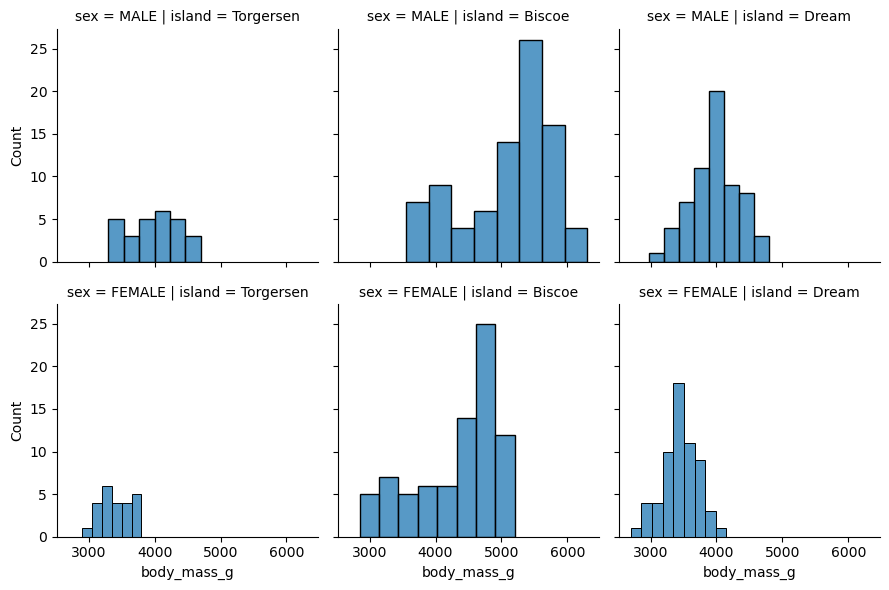 sex = MALE | island = Torgersen
sex = MALE | island = Biscoe
sex = MALE | island = Dream
25
20
15
10
5
0
Count
sex = FEMALE | island = Torgersen
sex = FEMALE | island = Biscoe
sex = FEMALE | island = Dream
25
20
15
10
5
0
Count
3000 4000 5000 6000
3000 4000 5000 6000
3000 4000 5000 6000
body_mass_g
body_mass_g
body_mass_g